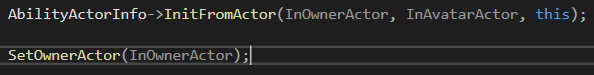 AbilityActorInfo->InitFromActor(InOwnerActor, InAvatarActor, this);
SetOwnerActor(InOwnerActor);